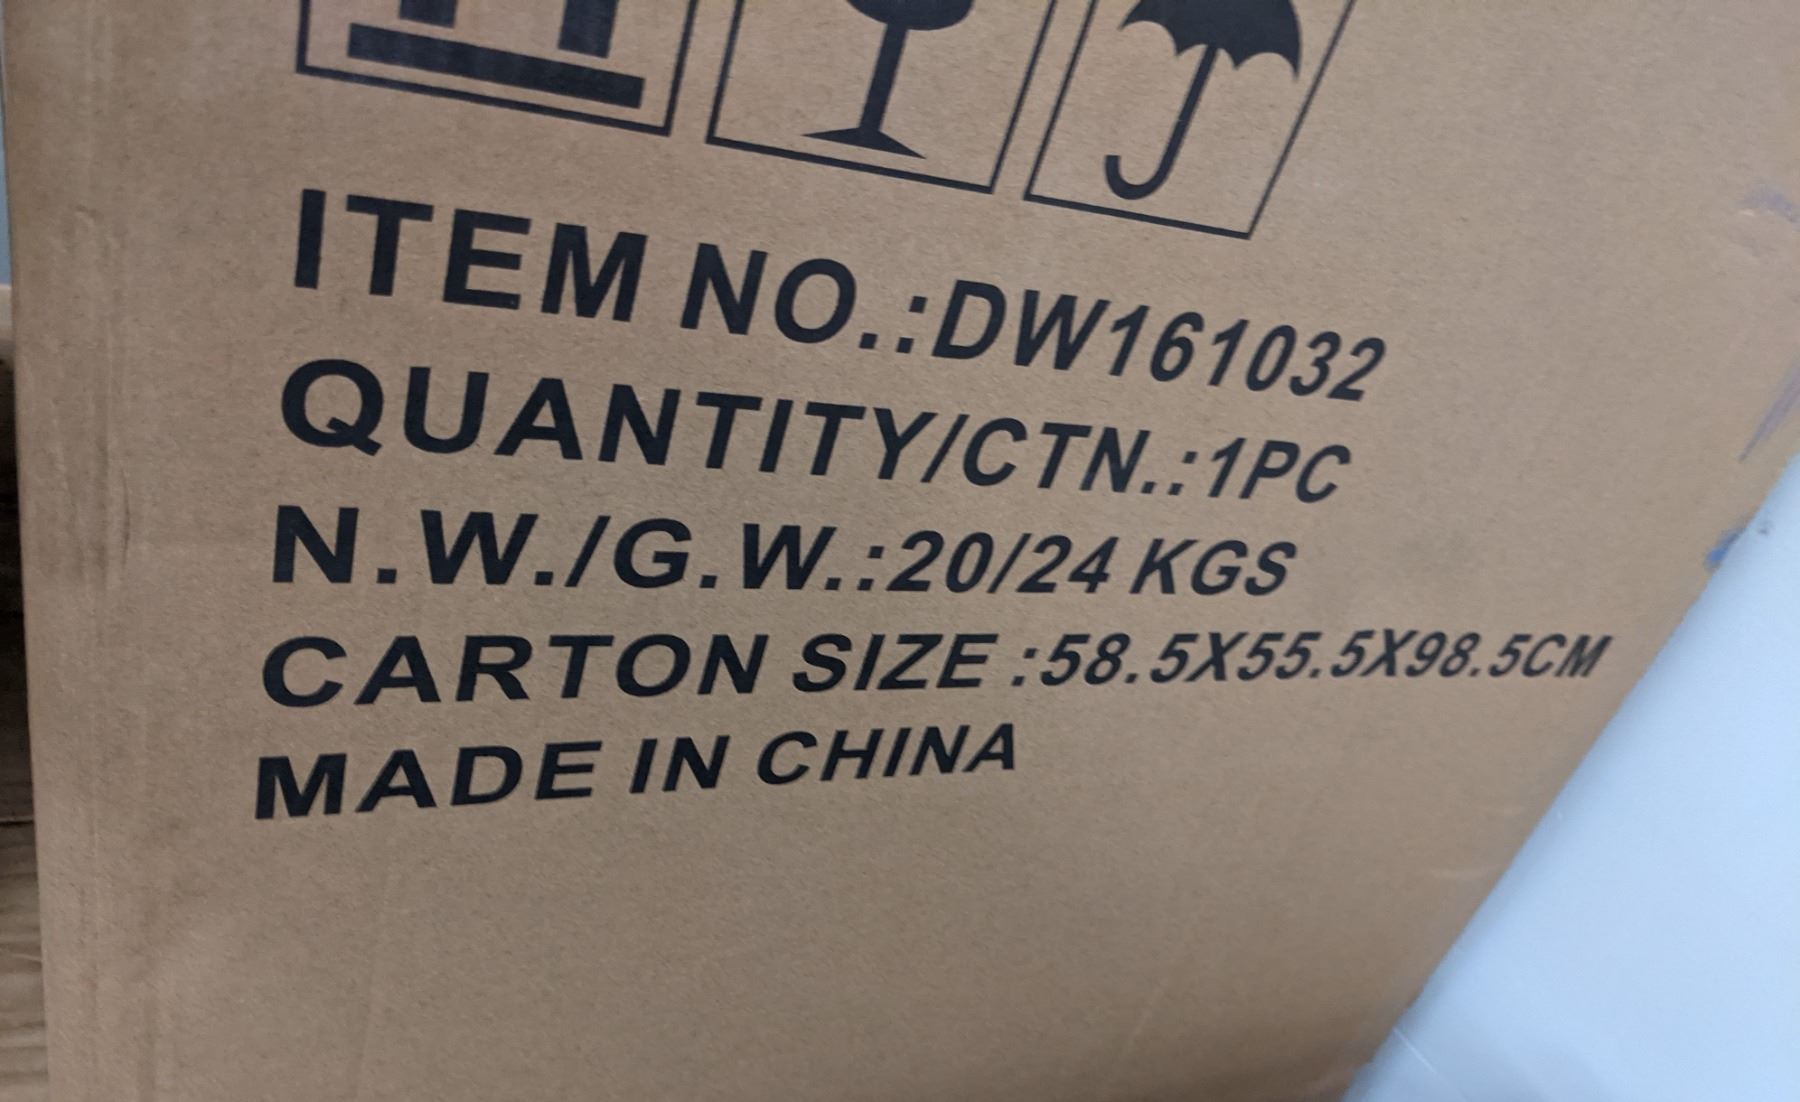 ITEM NO.:DW161032
QUANTITY/CTN.:1PC
N.W./G.W.:20/24 KGS
CARTON SIZE :58.5X55.5X98.5CM
MADE IN CHINA